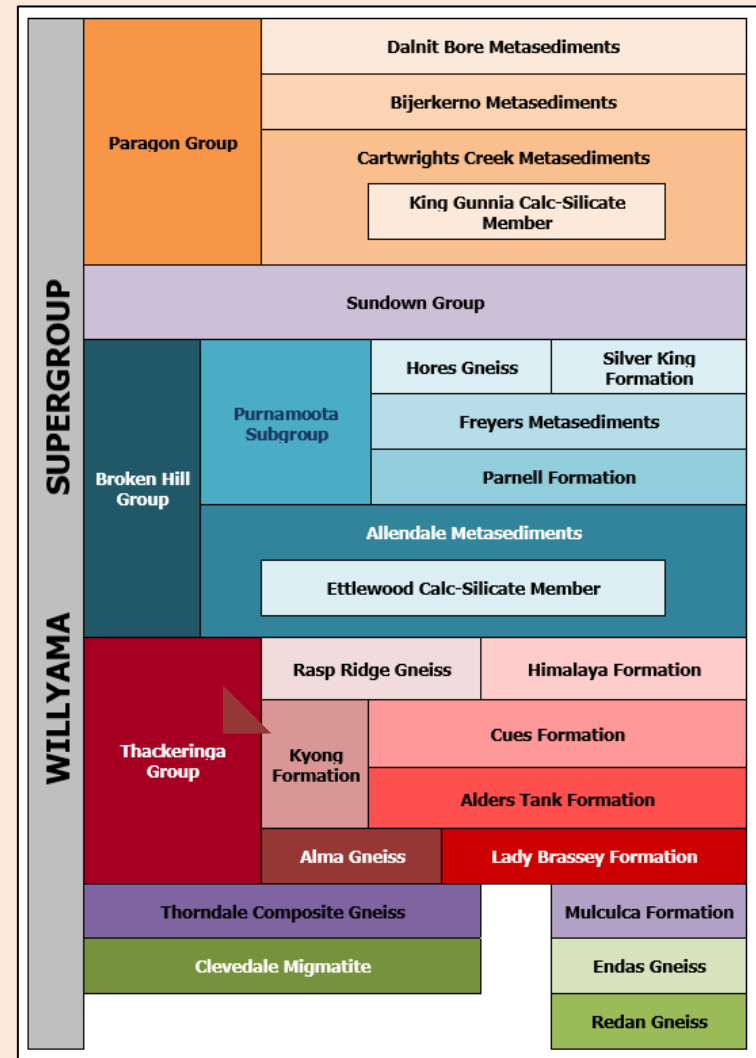 WILLYAMA SUPERGROUP
Paragon Group
Dalnit Bore Metasediments
Bijerkerno Metasediments
Cartwrights Creek Metasediments
King Gunnia Calc-Silicate
Member
Sundown Group
Broken Hill
Group
Purnamoota
Subgroup
Hores Gneiss
Silver King
Formation
Freyers Metasediments
Parnell Formation
Allendale Metasediments
Ettlewood Calc-Silicate Member
Thackeringa
Group
Rasp Ridge Gneiss
Himalaya Formation
Kyong
Formation
Cues Formation
Alders Tank Formation
Alma Gneiss
Lady Brassey Formation
Thorndale Composite Gneiss
Mulculca Formation
Clevedale Migmatite
Endas Gneiss
Redan Gneiss